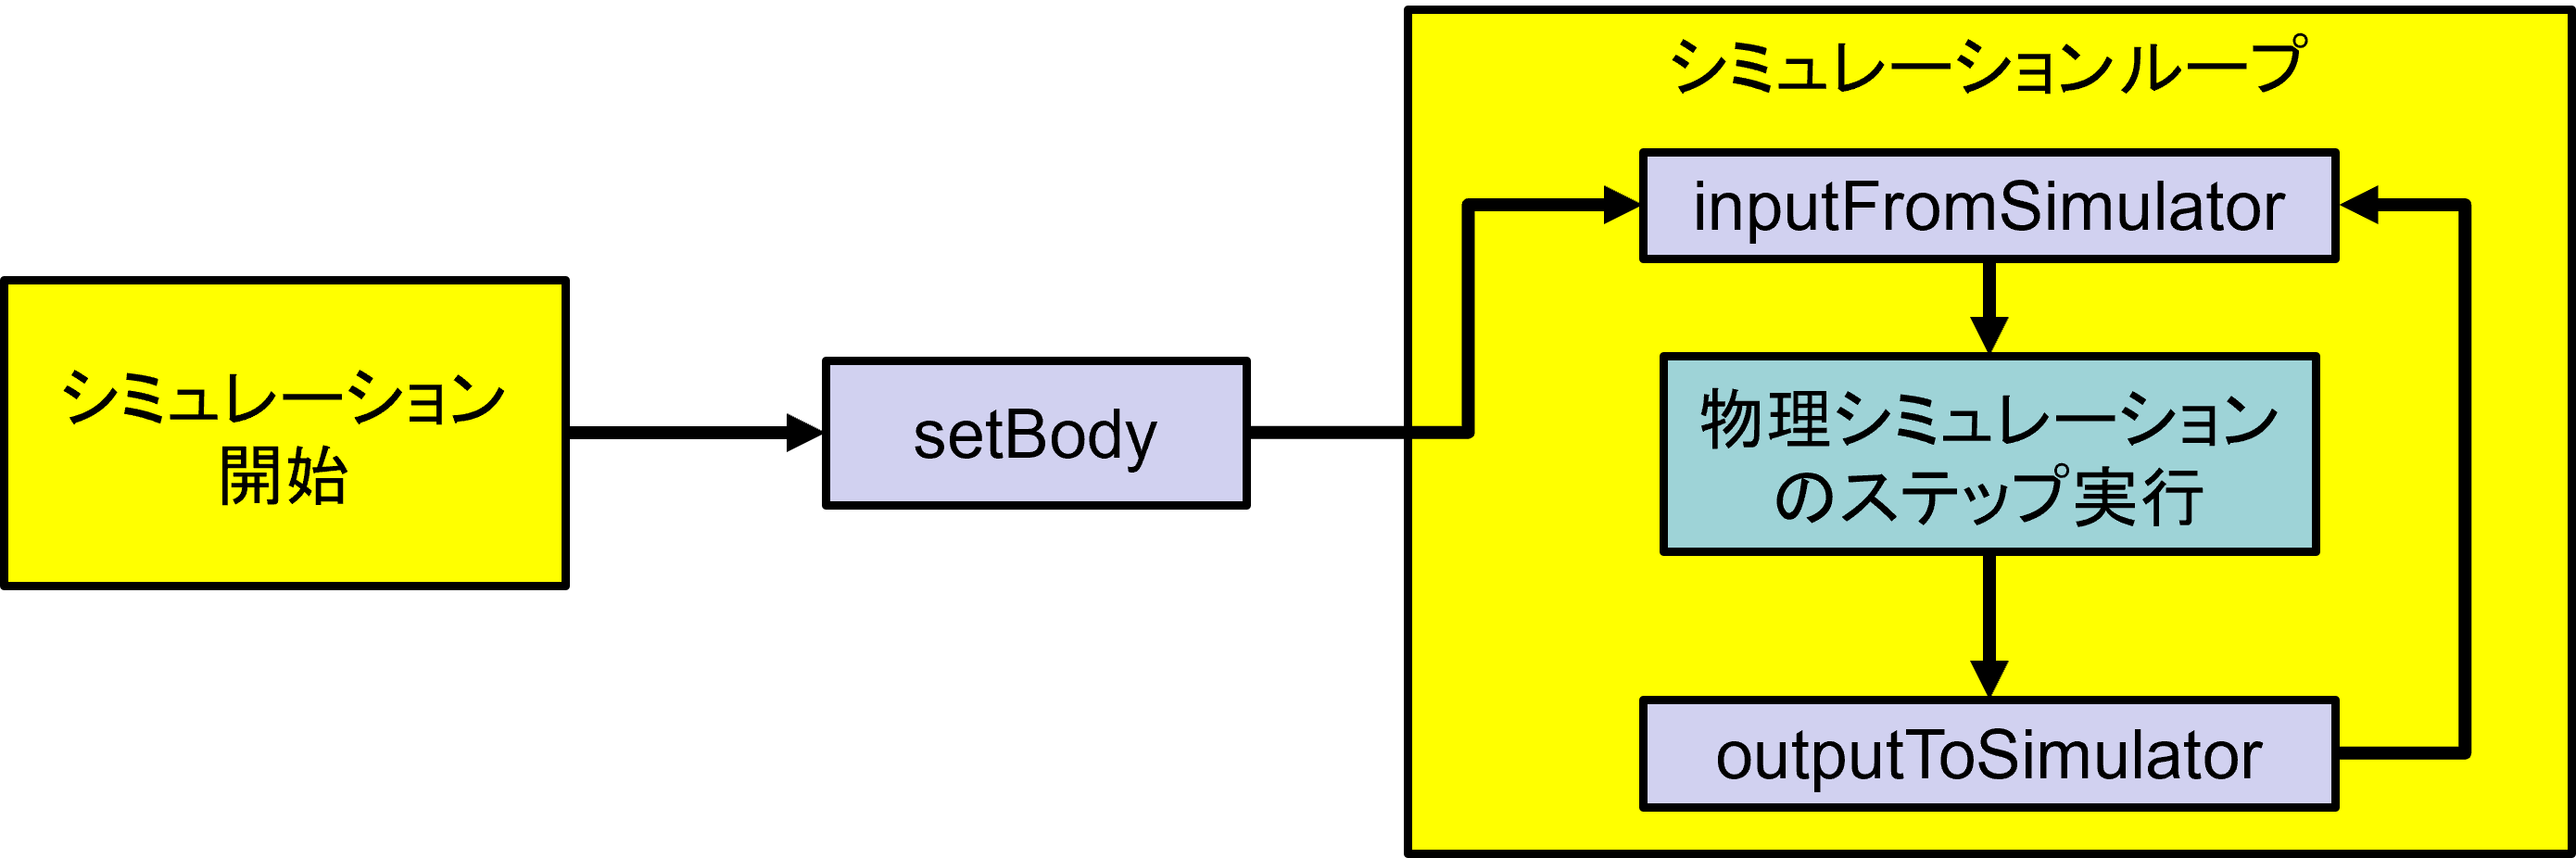 シミュレーション
開始
setBody
シミュレーションループ
inputFromSimulator
物理シミュレーション
のステップ実行
outputToSimulator